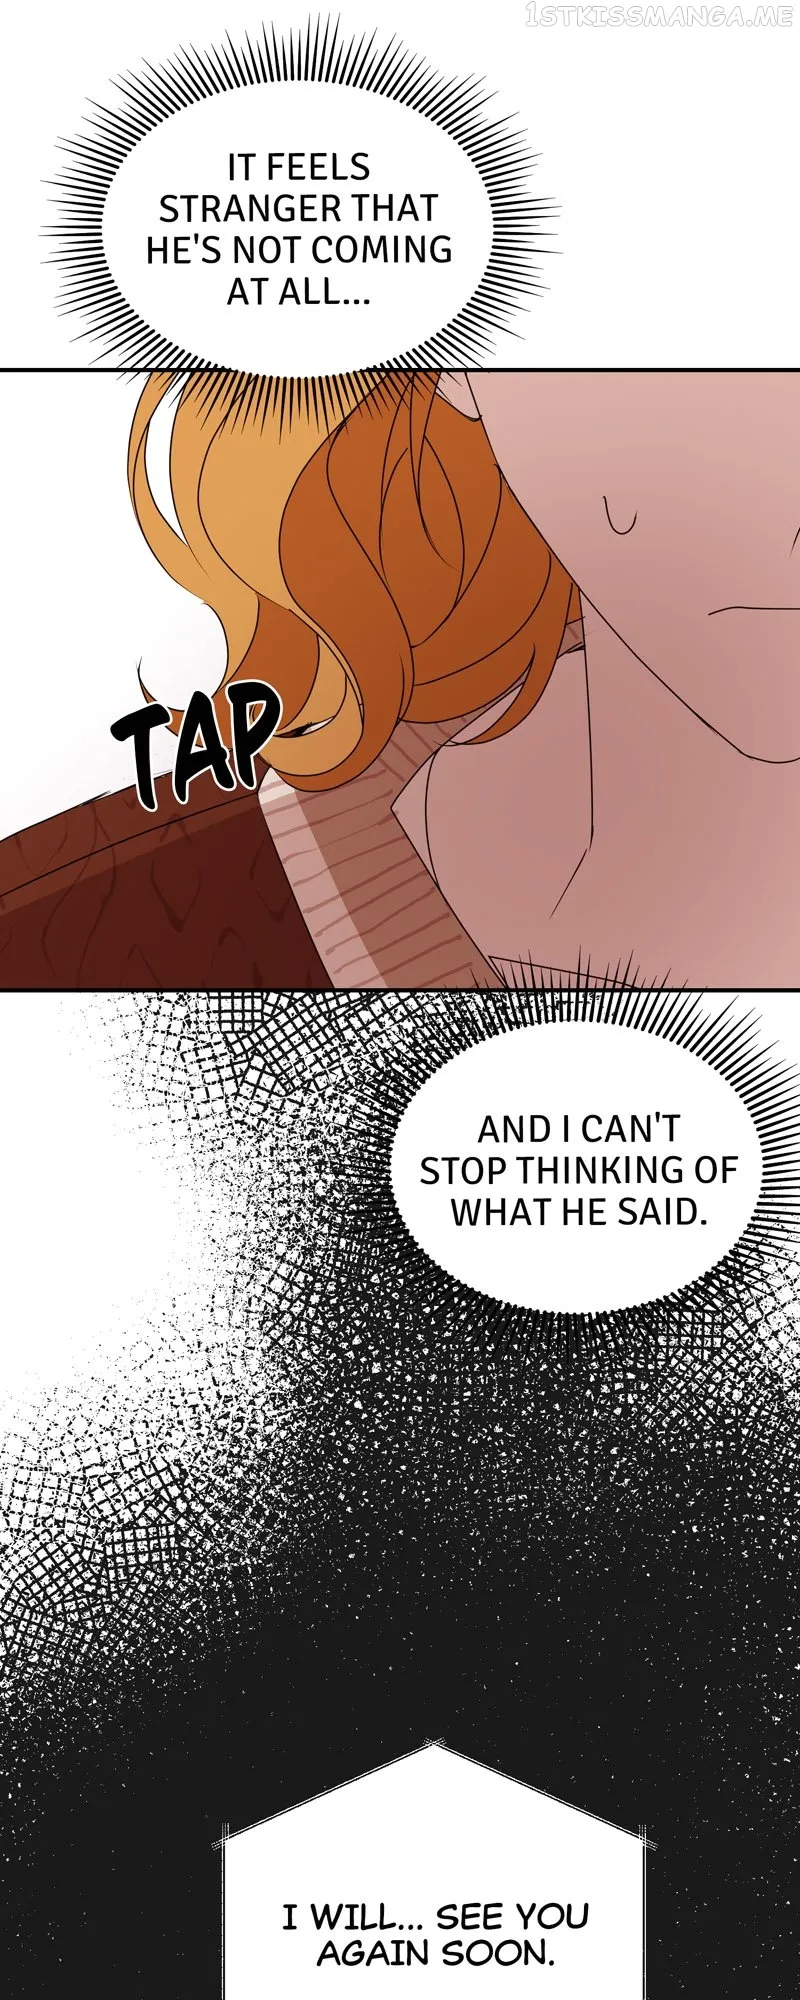 1STKISSMANGA.ME
IT FEELS
STRANGER THAT
HE'S NOT COMING
AT ALL...
TAP
AND I CAN'T
STOP THINKING OF
WHAT HE SAID.
I WILL... SEE YOU
AGAIN SOON.